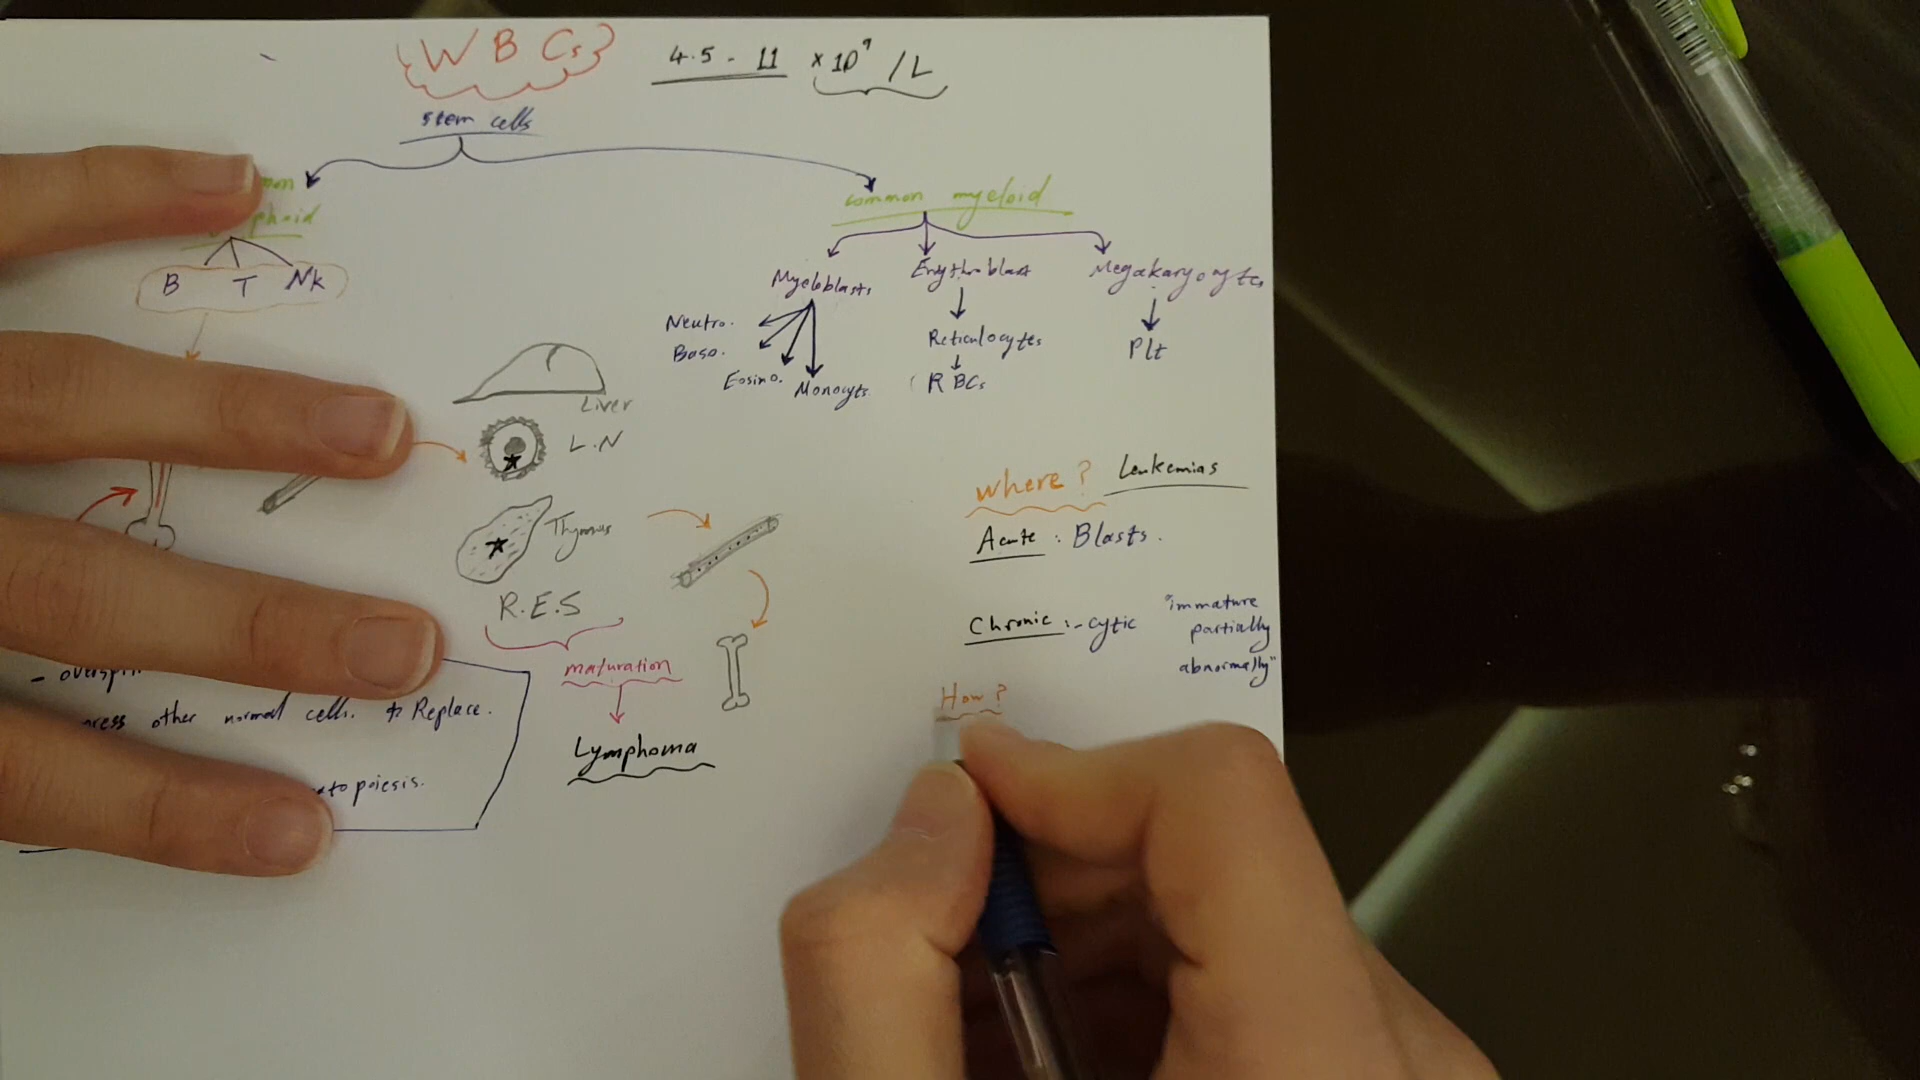 WBCs 4.5 - 11 × 10⁹ / L
stem cells
common myeloid
B T Nk
Myeloblasts Erythroblast Megakaryocytes
Neutro.
Baso.
Eosino. Monocyts.
Reticulocytes
RBCs
Plt
Liver
L.N
Thymus
R.E.S
maturation
Lymphoma
other normal cells. & Replace.
where? Leukemias
Acute : Blasts.
Chronic :- cytic "immature
partially
abnormally"
How?